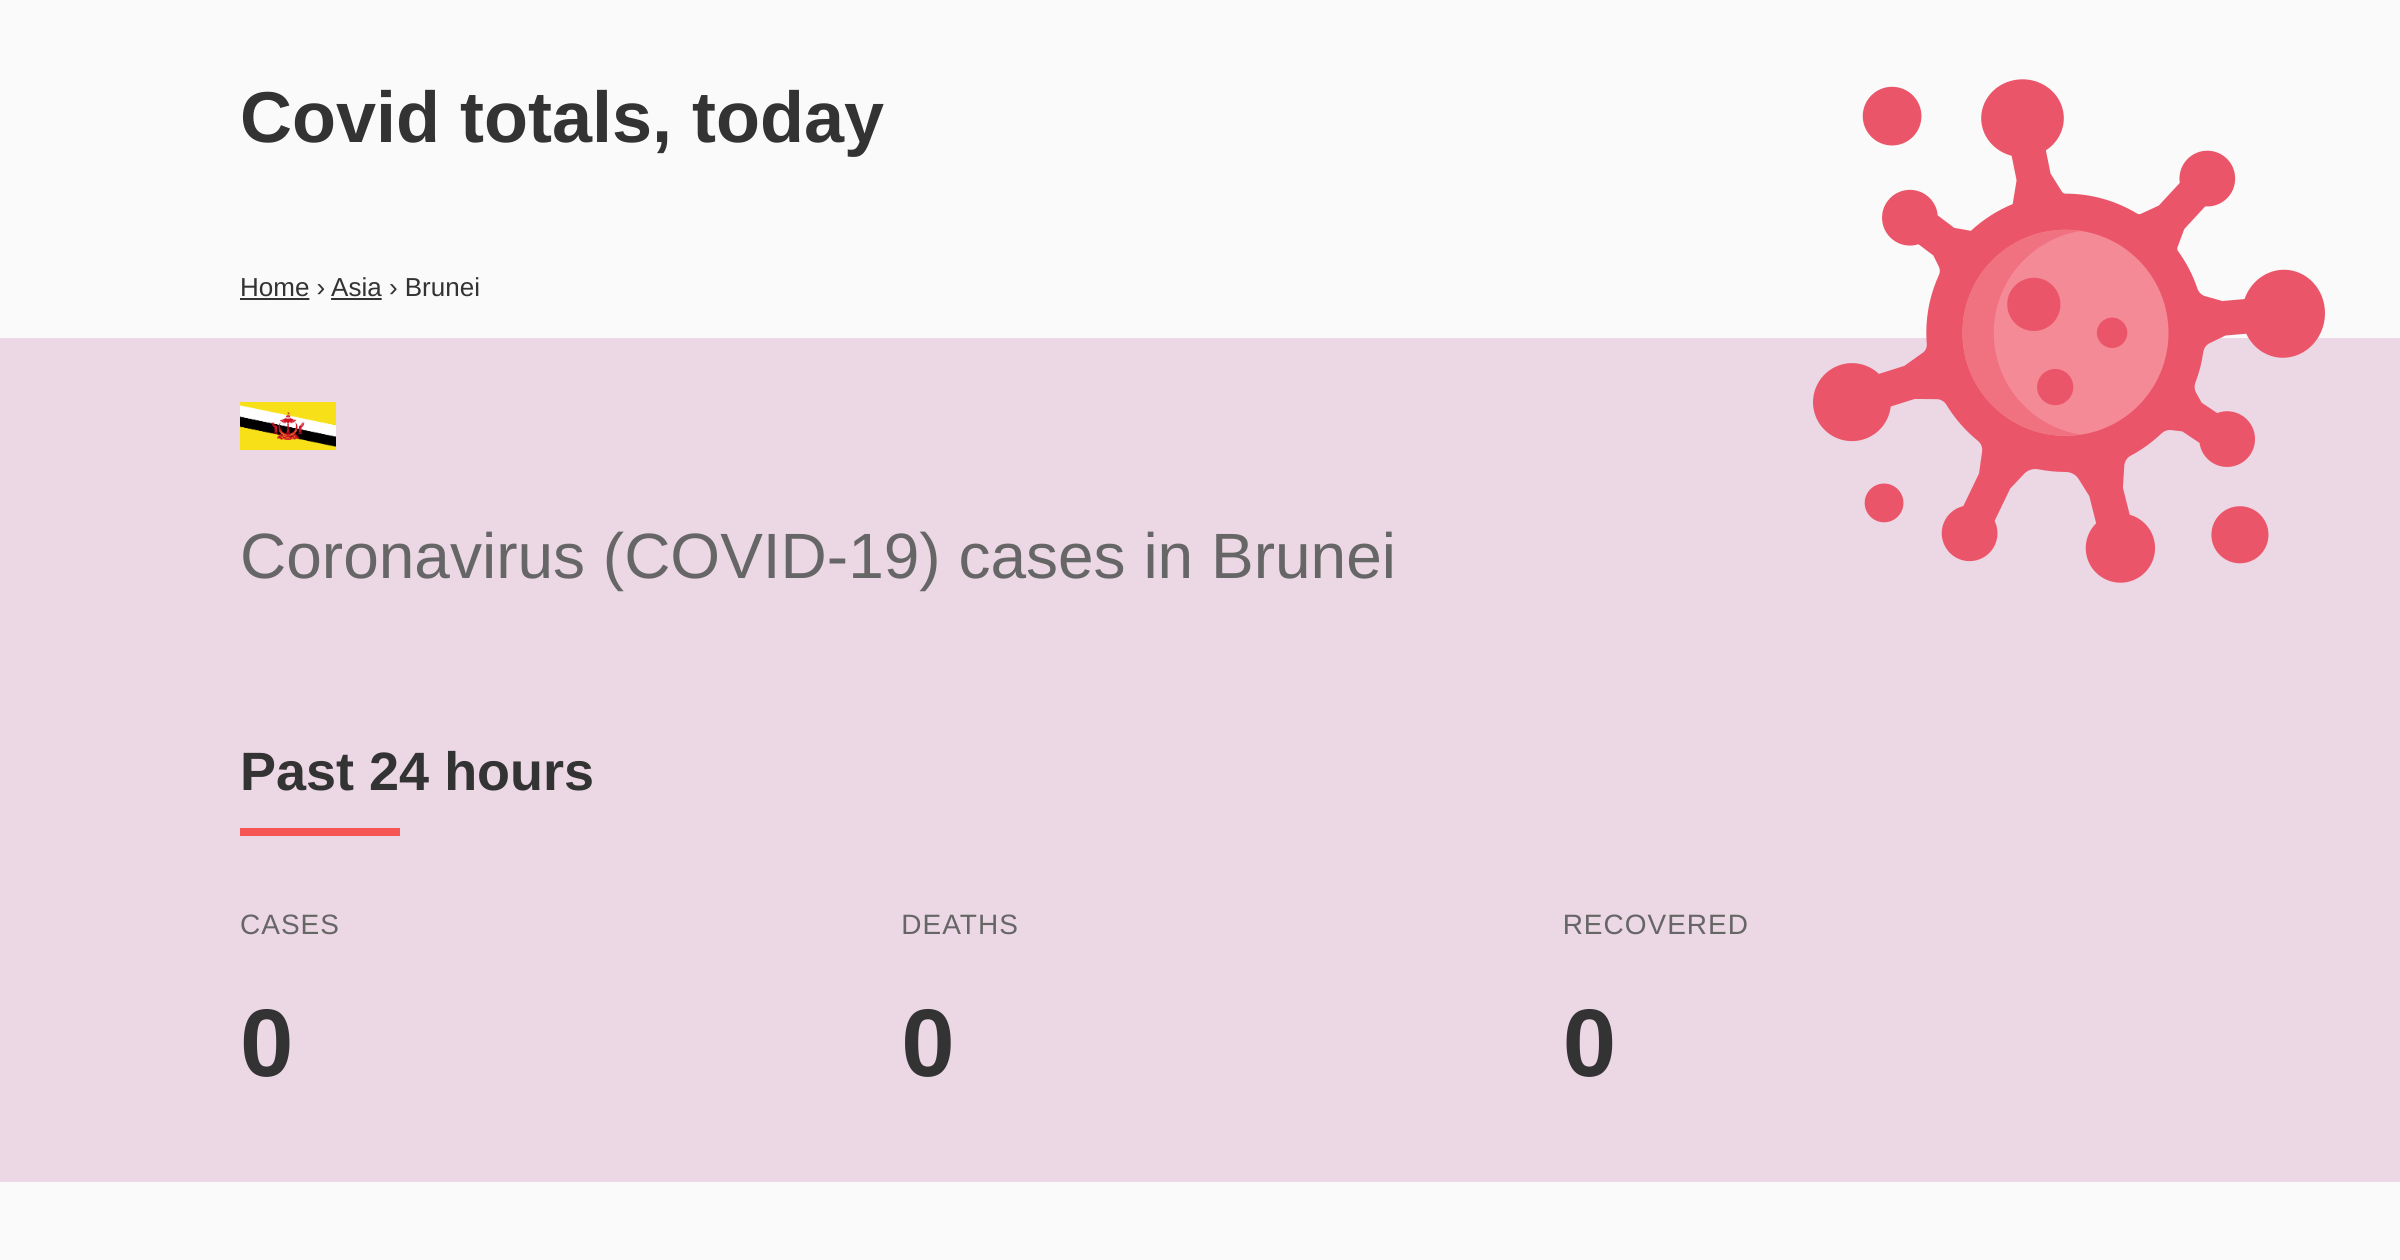 Covid totals, today
Home › Asia › Brunei
Coronavirus (COVID-19) cases in Brunei
Past 24 hours
CASES DEATHS RECOVERED
0 0 0